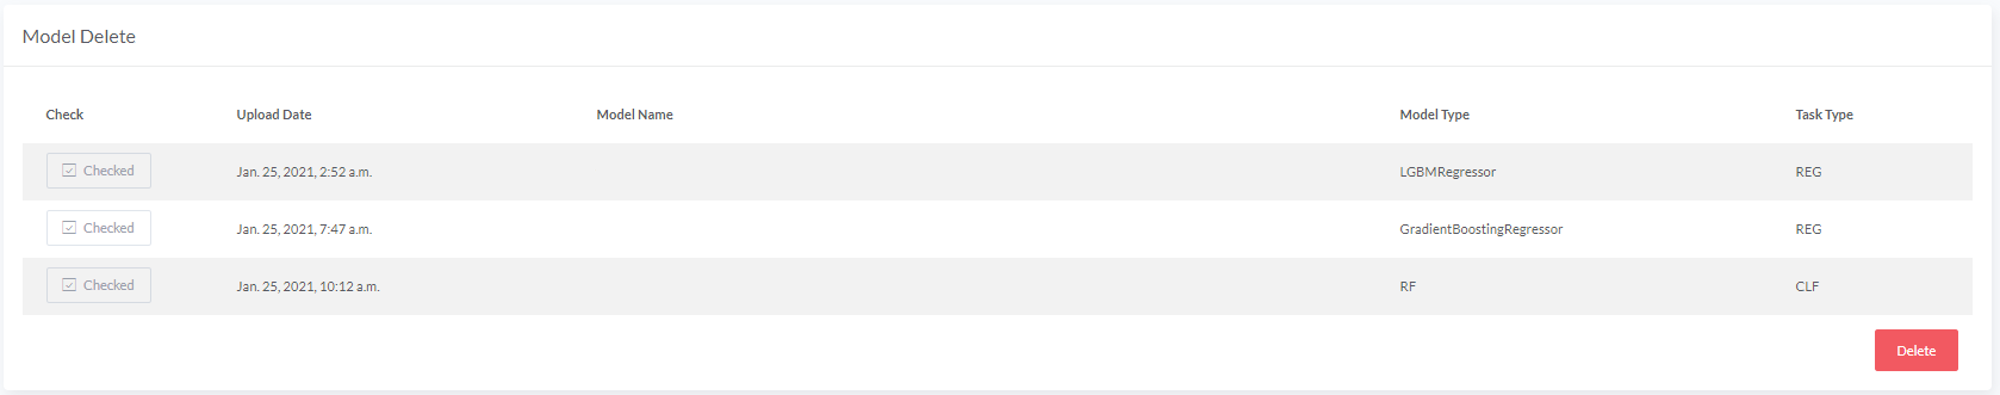 Model Delete
Check Upload Date Model Name Model Type Task Type
Checked Jan. 25, 2021, 2:52 a.m. LGBMRegressor REG
Checked Jan. 25, 2021, 7:47 a.m. GradientBoostingRegressor REG
Checked Jan. 25, 2021, 10:12 a.m. RF CLF
Delete